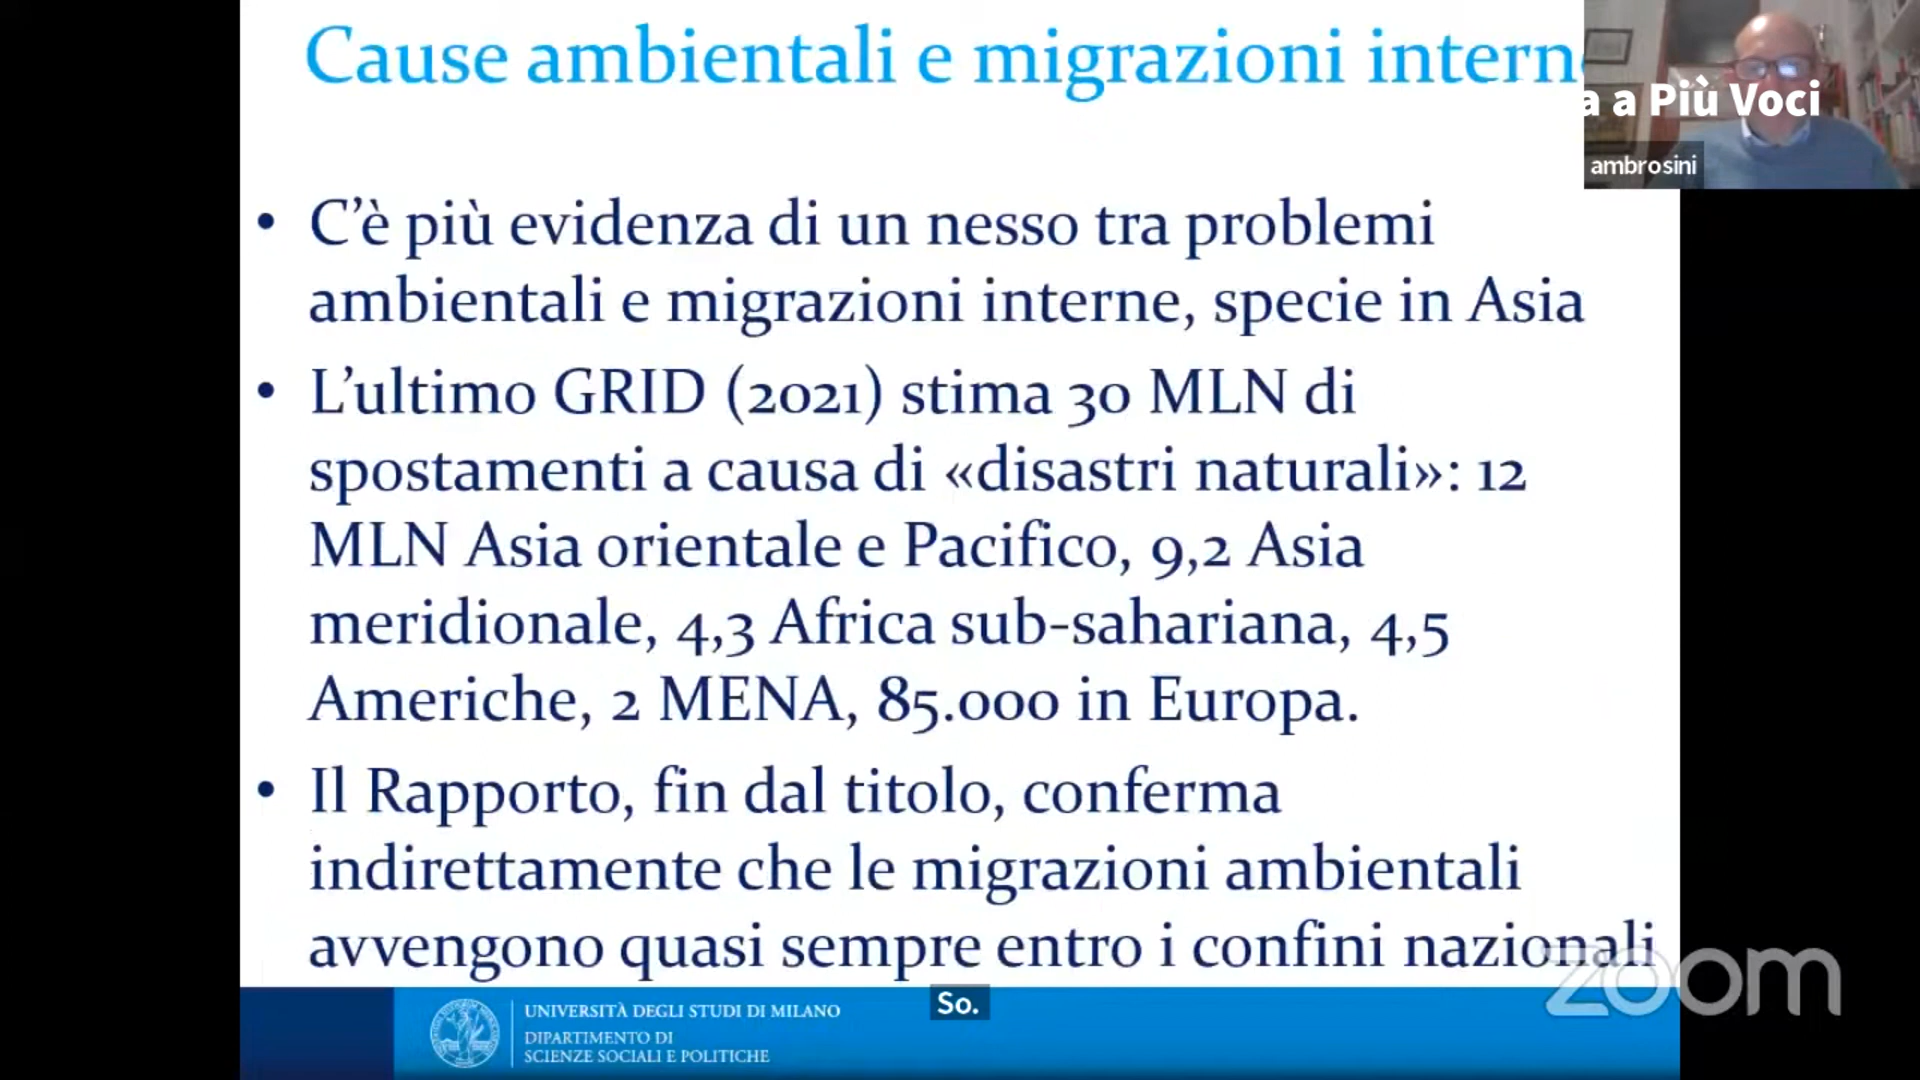 Cause ambientali e migrazioni intern
a a Più Voci
ambrosini
• C’è più evidenza di un nesso tra problemi
ambientali e migrazioni interne, specie in Asia
• L’ultimo GRID (2021) stima 30 MLN di
spostamenti a causa di «disastri naturali»: 12
MLN Asia orientale e Pacifico, 9,2 Asia
meridionale, 4,3 Africa sub-sahariana, 4,5
Americhe, 2 MENA, 85.000 in Europa.
• Il Rapporto, fin dal titolo, conferma
indirettamente che le migrazioni ambientali
avvengono quasi sempre entro i confini nazionali
zoom
So.
UNIVERSITÀ DEGLI STUDI DI MILANO
DIPARTIMENTO DI
SCIENZE SOCIALI E POLITICHE